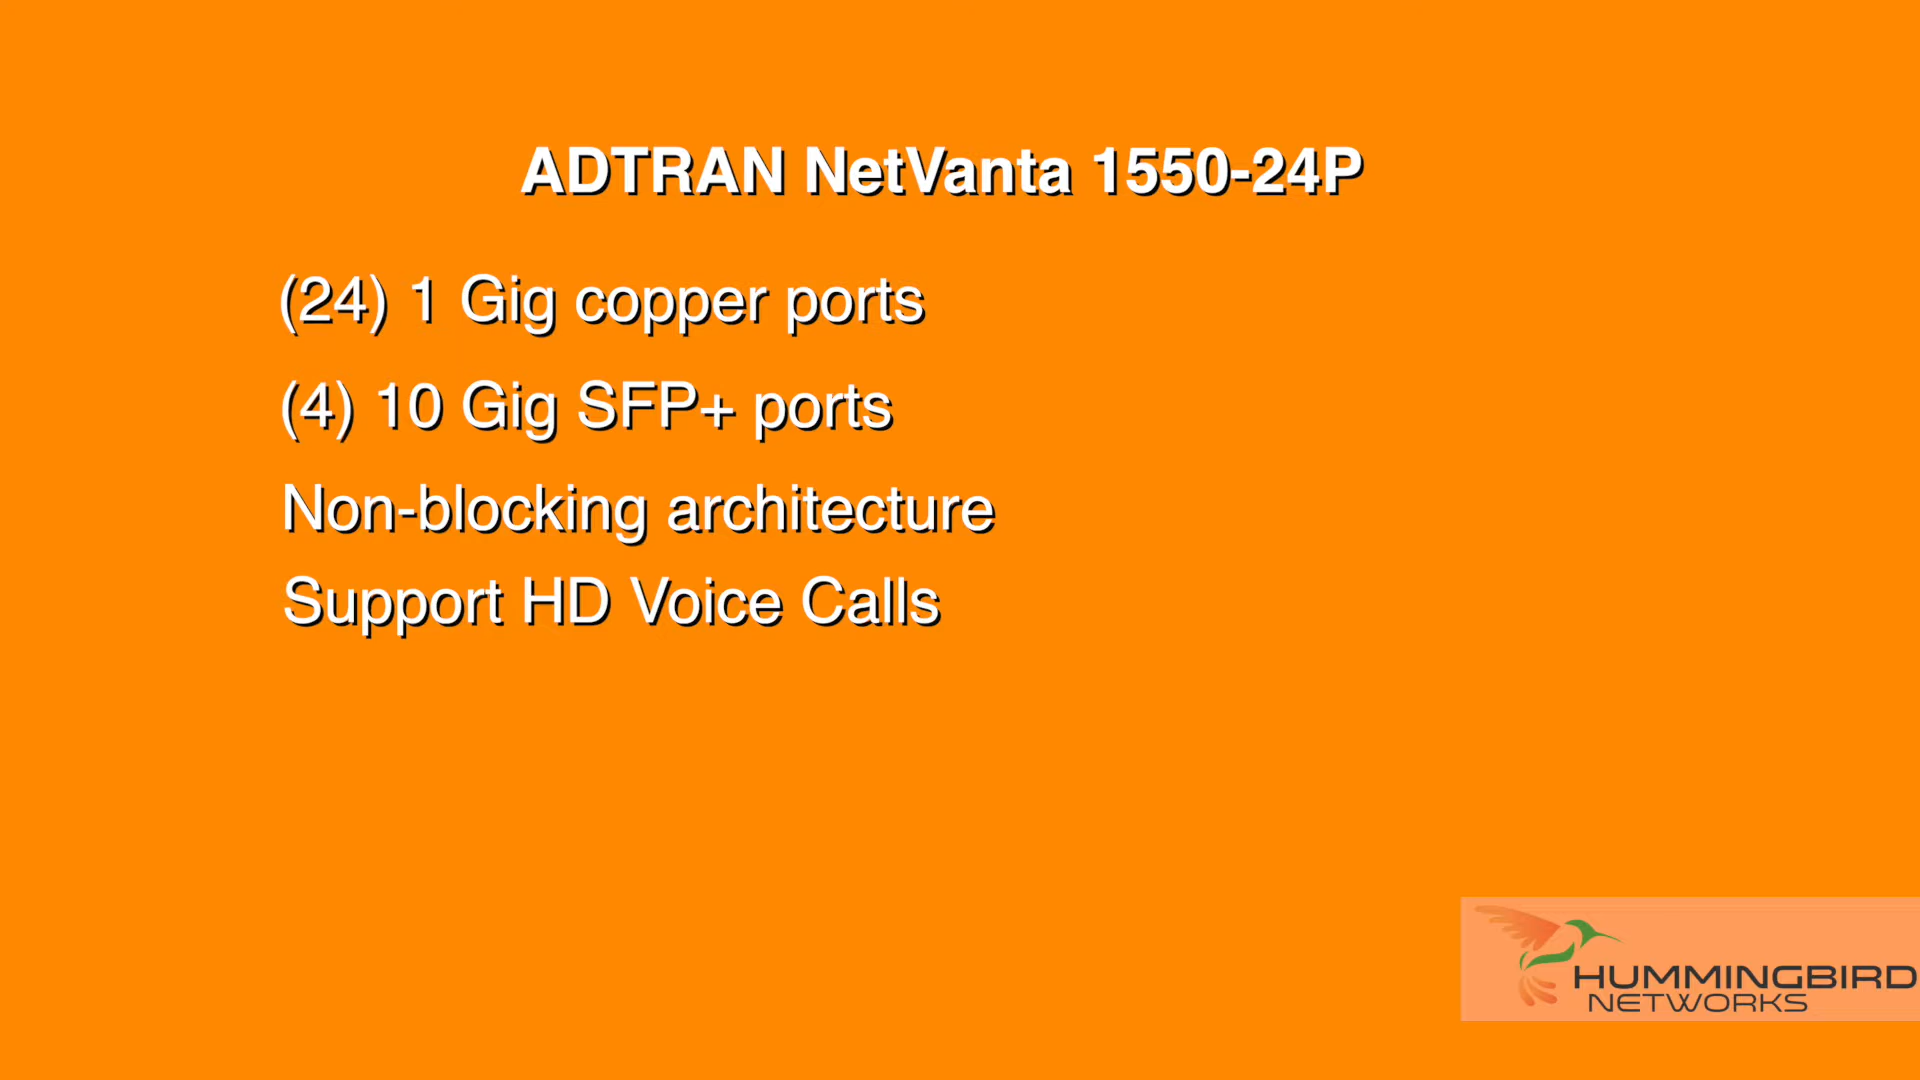 ADTRAN NetVanta 1550-24P
(24) 1 Gig copper ports
(4) 10 Gig SFP+ ports
Non-blocking architecture
Support HD Voice Calls
HUMMINGBIRD
NETWORKS